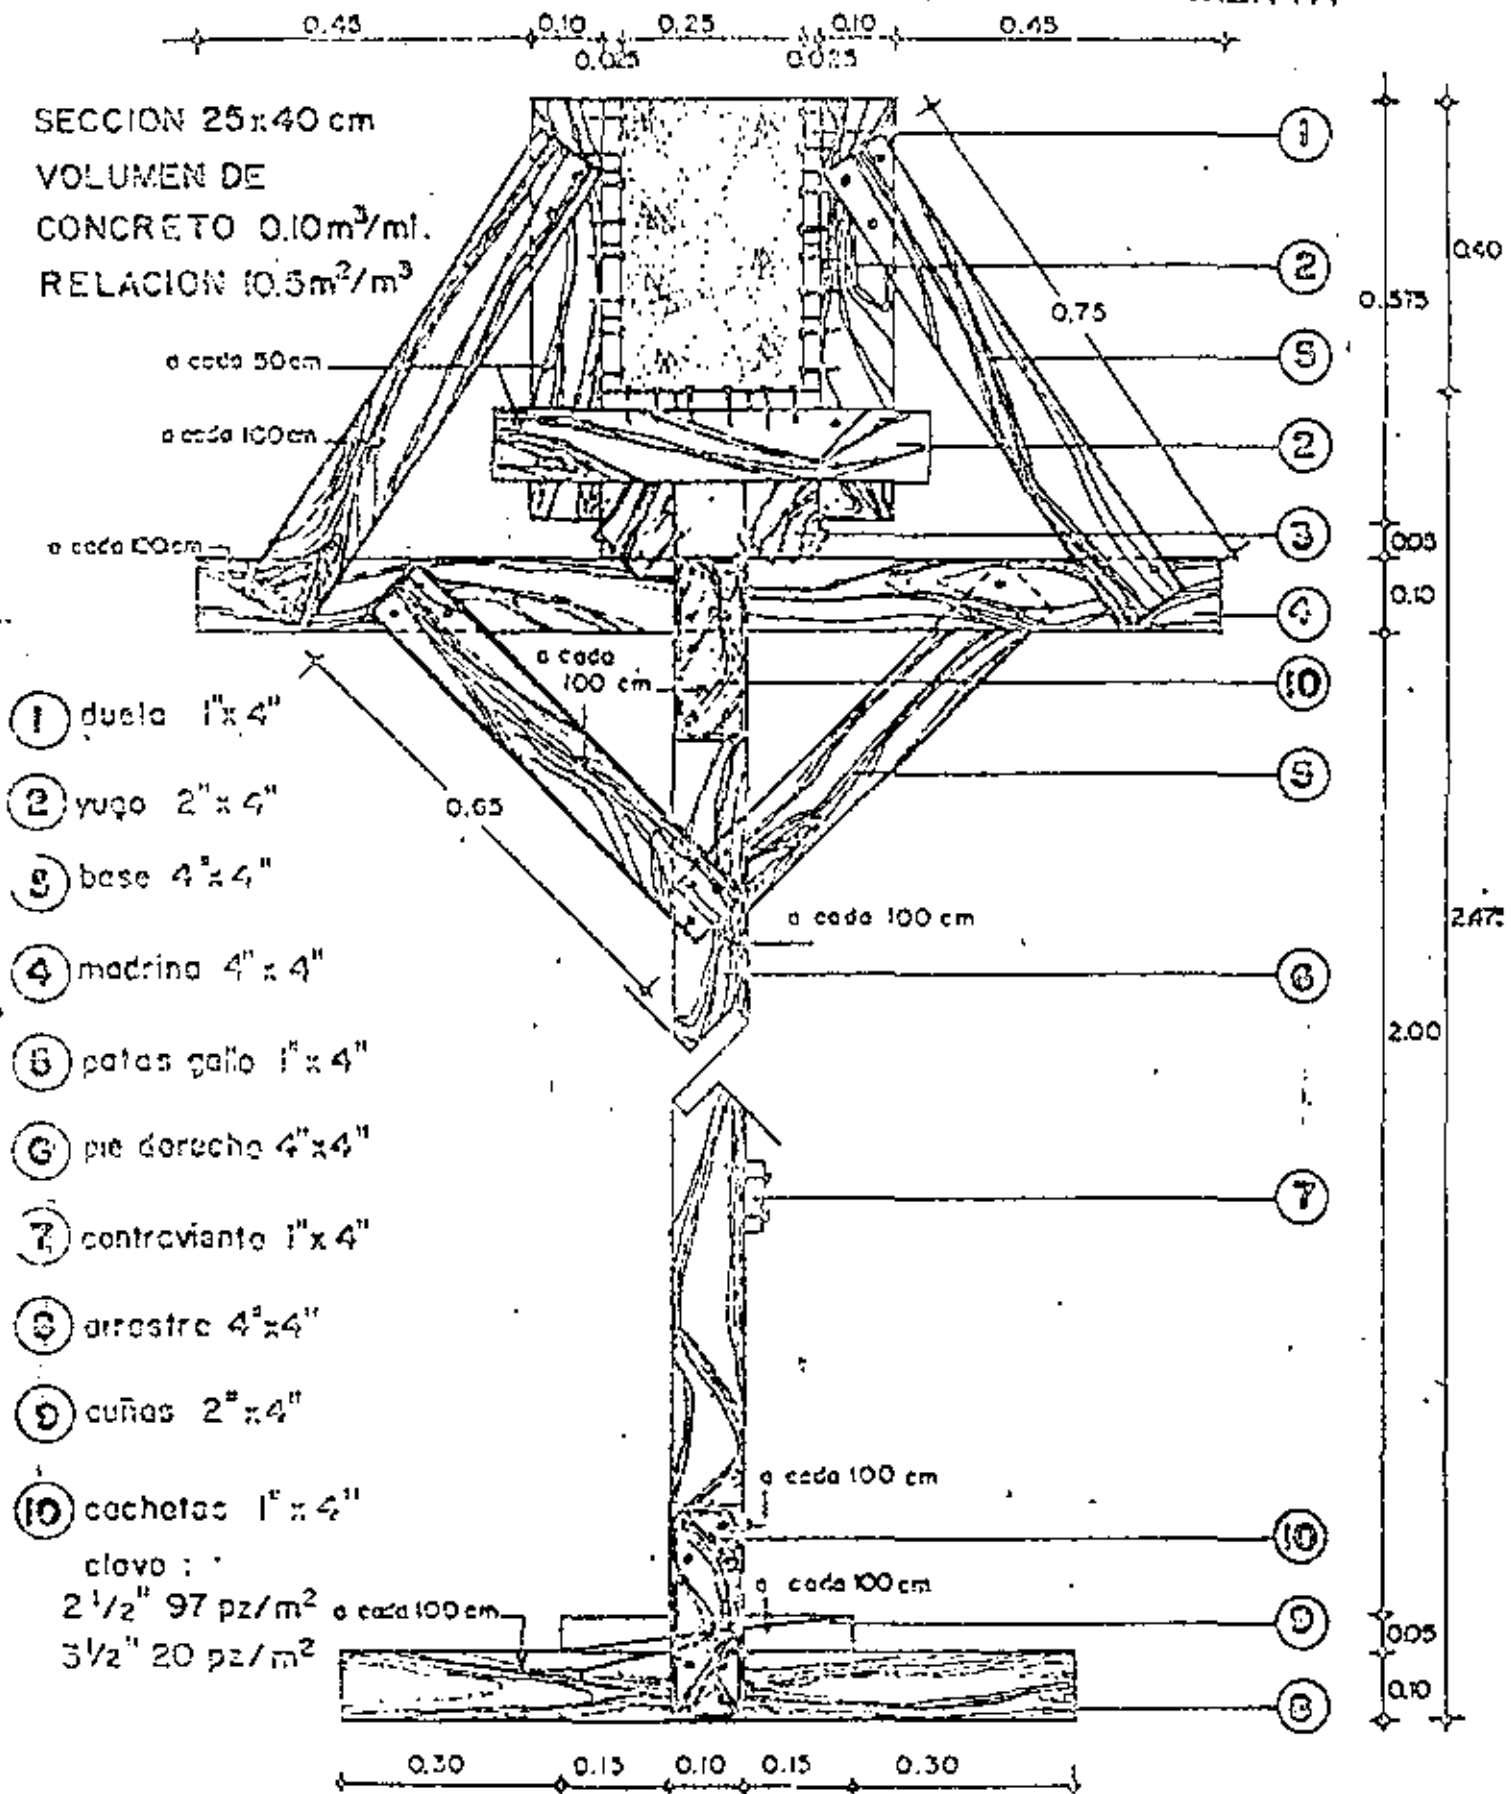 0.45 0.10 0.25 0.10 0.45
0.025 0.025
SECCION 25x40 cm
VOLUMEN DE
CONCRETO 0.10m³/ml.
RELACION 10.5m²/m³
a cada 50cm
a cada 100cm
a cada 100cm
1
2
5
2
3
4
10
5
6
7
10
9
8
0.75
0.40
0.575
0.05
0.10
a cada
100 cm
0.65
a cada 100 cm
2.47
2.00
1 duela 1"x 4"
2 yugo 2"x 4"
3 base 4"x4"
4 madrina 4"x 4"
5 patas gallo 1"x 4"
6 pie derecho 4"x4"
7 contraviento 1"x 4"
8 arrastre 4"x4"
9 cuñas 2"x4"
10 cachetes 1"x 4"
clavo :
2 1/2" 97 pz/m²
3 1/2" 20 pz/m²
a cada 100 cm
a cada 100 cm
a cada 100 cm
0.05
0.10
0.30 0.15 0.10 0.15 0.30